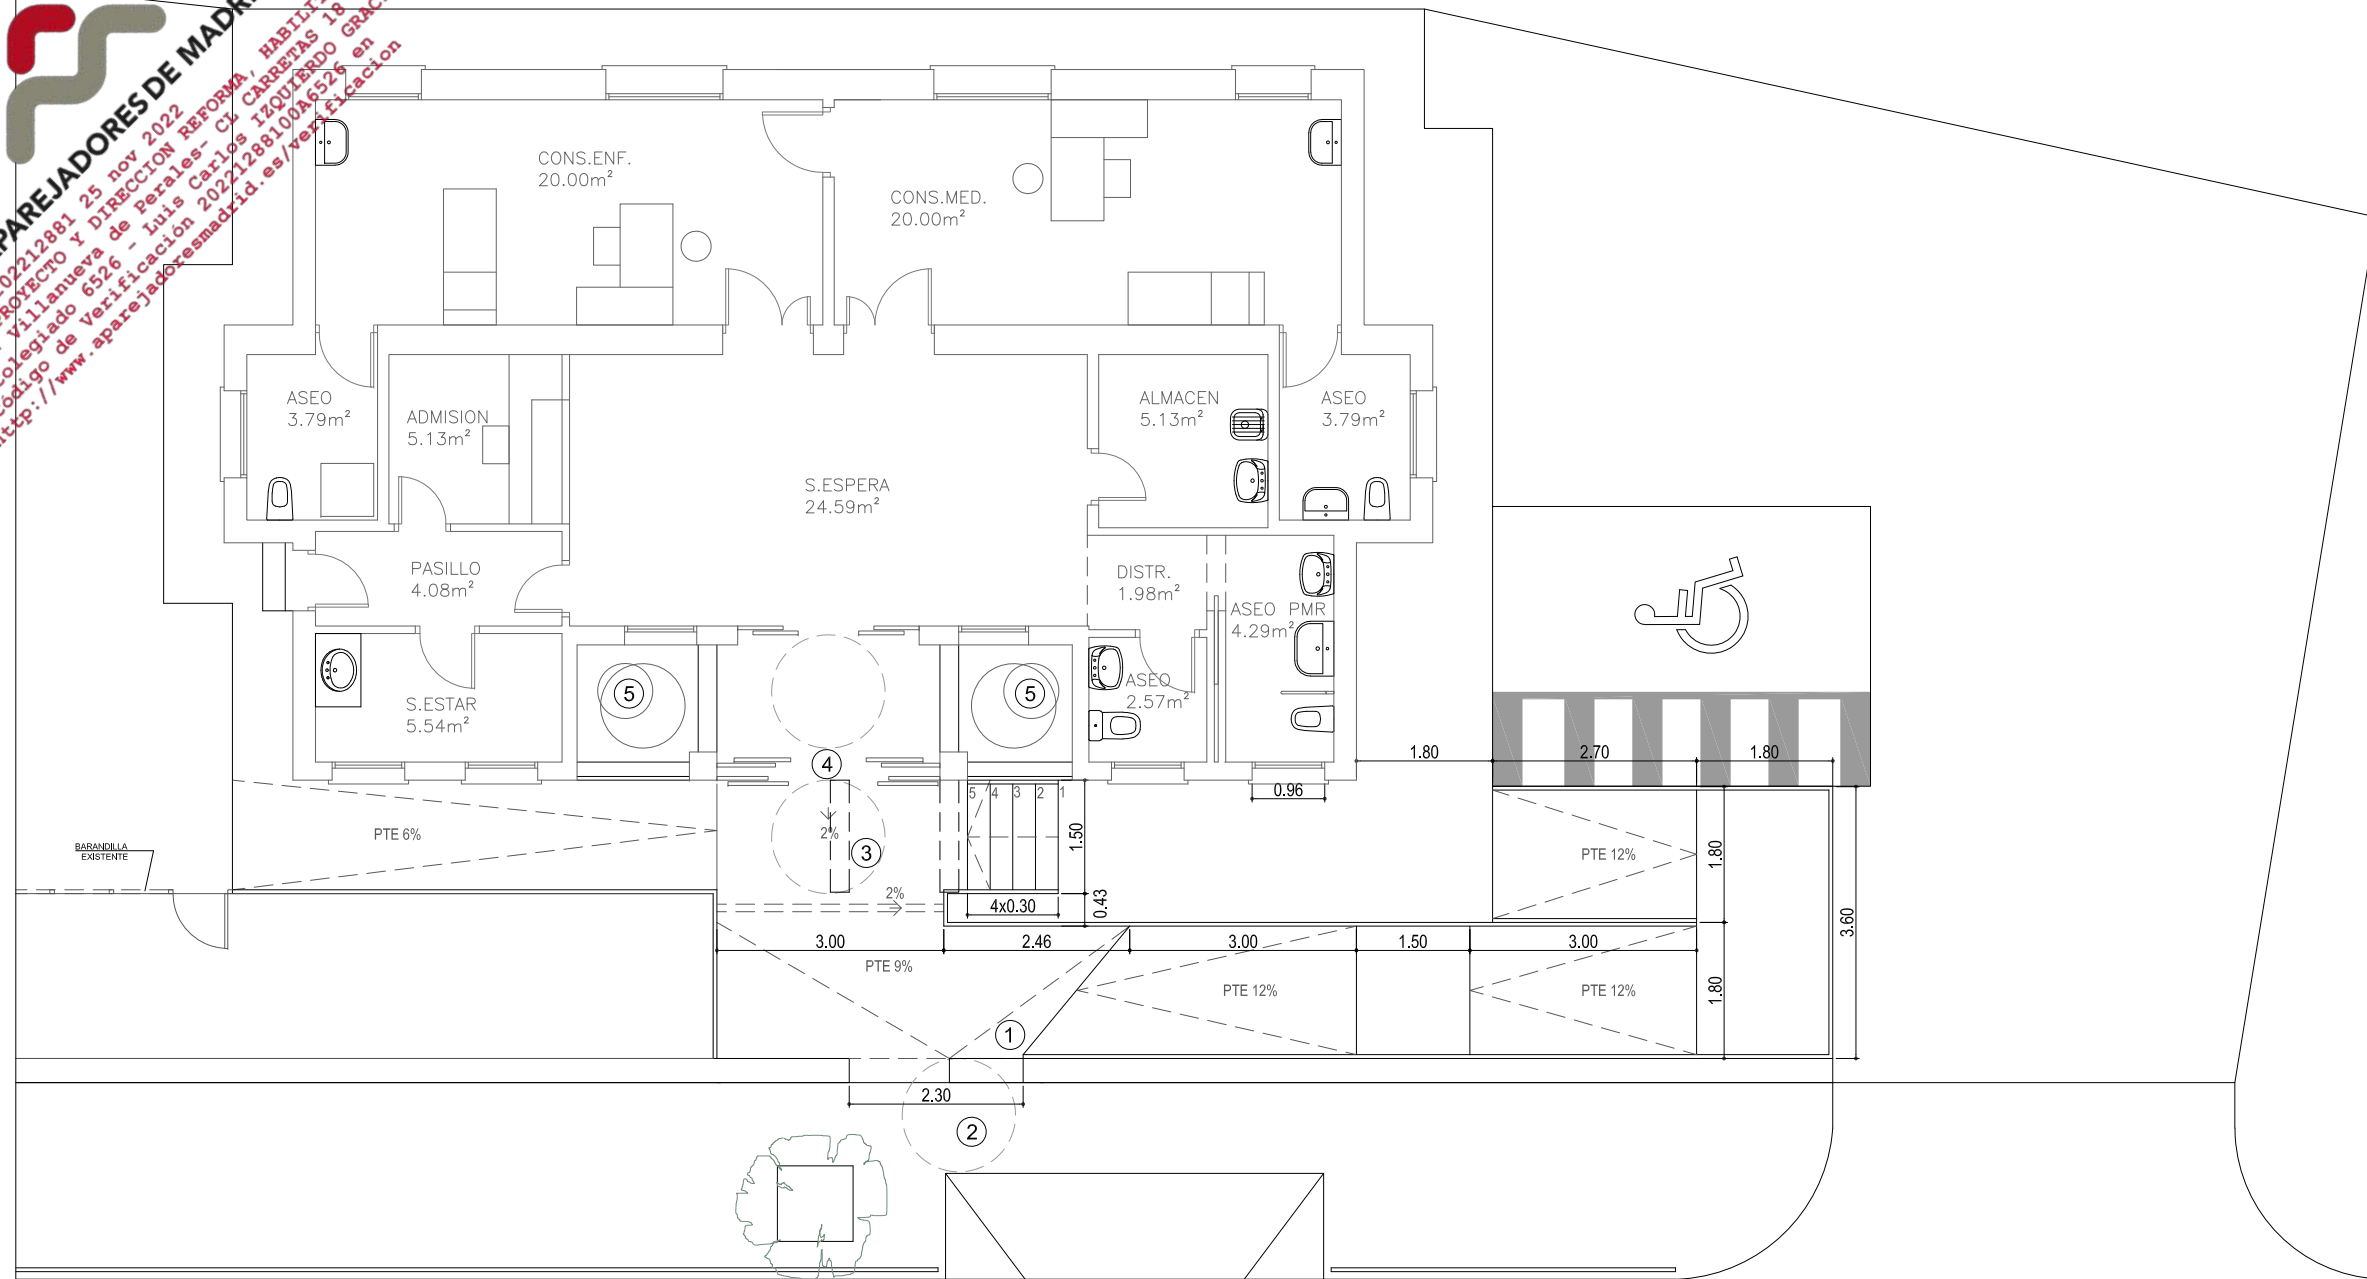 APAREJADORES DE MADRI
2022212881 25 nov 2022
PROYECTO Y DIRECCION REFORMA, HABILIT
Villanueva de Perales- CL CARRETAS 18
Colegiado 6526 - Luis Carlos IZQUIERDO GRAC
Código de Verificación 20221288100A6526 en
http://www.aparejadoresmadrid.es/verificacion
CONS.ENF.
20.00m²
CONS.MED.
20.00m²
ASEO
3.79m²
ADMISION
5.13m²
ALMACEN
5.13m²
ASEO
3.79m²
S.ESPERA
24.59m²
PASILLO
4.08m²
DISTR.
1.98m²
ASEO PMR
4.29m²
S.ESTAR
5.54m²
5
5
ASEO
2.57m²
4
1.80
2.70
1.80
0.96
5 4 3 2 1
PTE 6%
2%
3
1.50
PTE 12%
1.80
BARANDILLA
EXISTENTE
2%
4x0.30
0.43
3.60
3.00
2.46
3.00
1.50
3.00
PTE 9%
PTE 12%
PTE 12%
1.80
1
2.30
2